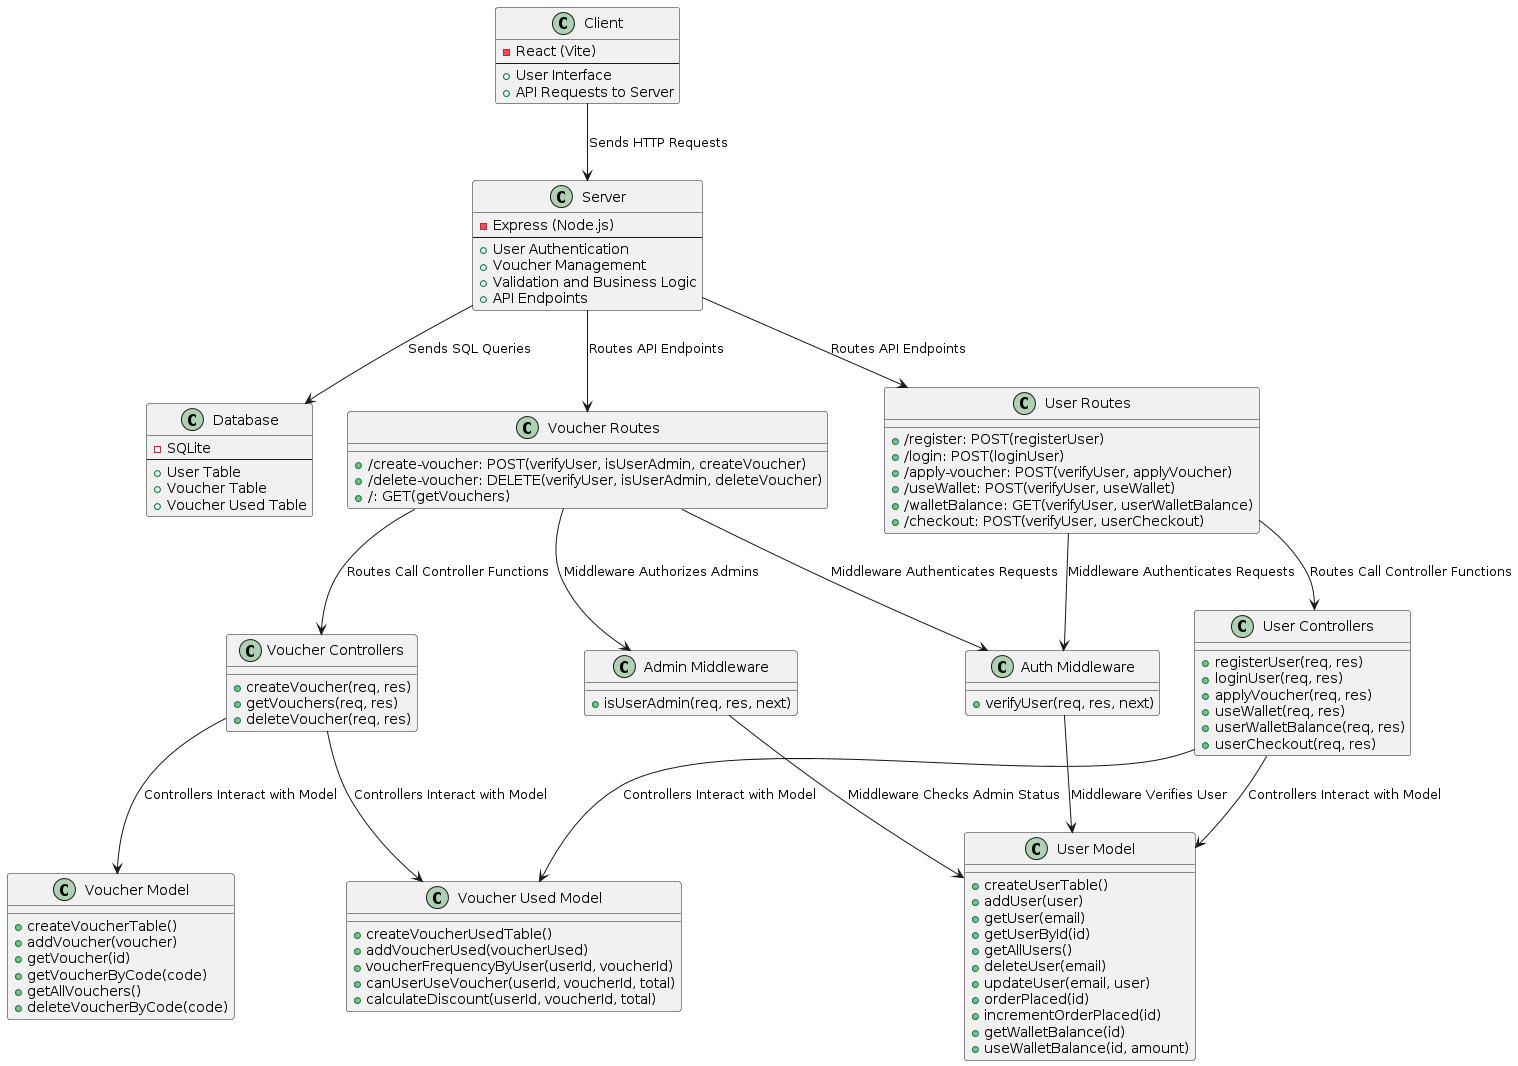 C Client
React (Vite)
User Interface
API Requests to Server
Sends HTTP Requests
C Server
Express (Node.js)
User Authentication
Voucher Management
Validation and Business Logic
API Endpoints
Sends SQL Queries
Routes API Endpoints
Routes API Endpoints
C Database
SQLite
User Table
Voucher Table
Voucher Used Table
C Voucher Routes
/create-voucher: POST(verifyUser, isUserAdmin, createVoucher)
/delete-voucher: DELETE(verifyUser, isUserAdmin, deleteVoucher)
/: GET(getVouchers)
C User Routes
/register: POST(registerUser)
/login: POST(loginUser)
/apply-voucher: POST(verifyUser, applyVoucher)
/useWallet: POST(verifyUser, useWallet)
/walletBalance: GET(verifyUser, userWalletBalance)
/checkout: POST(verifyUser, userCheckout)
Routes Call Controller Functions
Middleware Authorizes Admins
Middleware Authenticates Requests
Middleware Authenticates Requests
Routes Call Controller Functions
C Voucher Controllers
createVoucher(req, res)
getVouchers(req, res)
deleteVoucher(req, res)
C Admin Middleware
isUserAdmin(req, res, next)
C Auth Middleware
verifyUser(req, res, next)
C User Controllers
registerUser(req, res)
loginUser(req, res)
applyVoucher(req, res)
useWallet(req, res)
userWalletBalance(req, res)
userCheckout(req, res)
Controllers Interact with Model
Controllers Interact with Model
Controllers Interact with Model
Middleware Checks Admin Status
Middleware Verifies User
Controllers Interact with Model
C Voucher Model
createVoucherTable()
addVoucher(voucher)
getVoucher(id)
getVoucherByCode(code)
getAllVouchers()
deleteVoucherByCode(code)
C Voucher Used Model
createVoucherUsedTable()
addVoucherUsed(voucherUsed)
voucherFrequencyByUser(userId, voucherId)
canUserUseVoucher(userId, voucherId, total)
calculateDiscount(userId, voucherId, total)
C User Model
createUserTable()
addUser(user)
getUser(email)
getUserById(id)
getAllUsers()
deleteUser(email)
updateUser(email, user)
orderPlaced(id)
incrementOrderPlaced(id)
getWalletBalance(id)
useWalletBalance(id, amount)